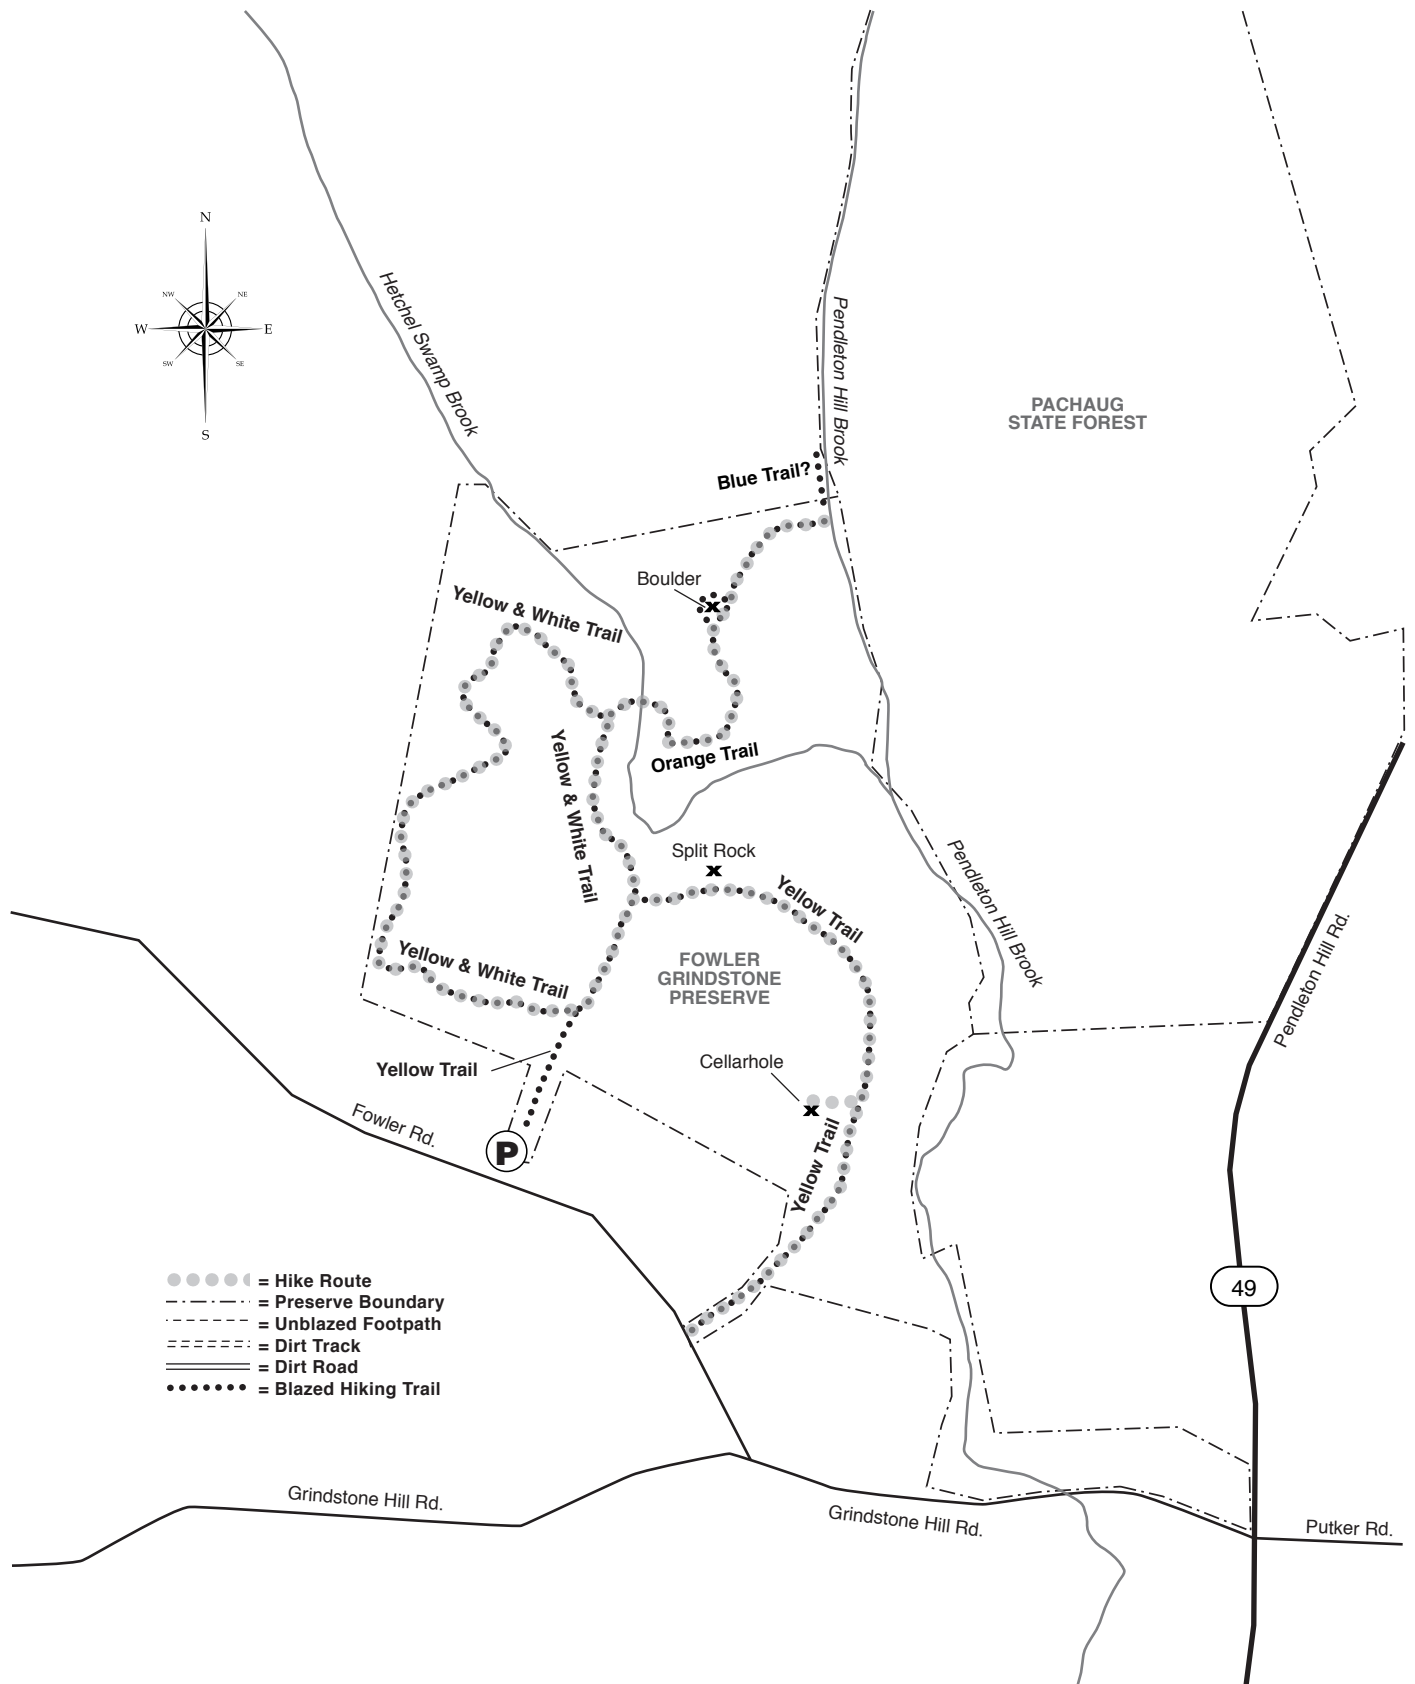 N
NW
NE
W
E
SW
SE
S
Hetchel Swamp Brook
Pendleton Hill Brook
PACHAUG
STATE FOREST
Blue Trail?
Boulder
Yellow & White Trail
Orange Trail
Yellow & White Trail
Split Rock
Yellow Trail
Pendleton Hill Brook
Pendleton Hill Rd.
Yellow & White Trail
FOWLER
GRINDSTONE
PRESERVE
Yellow Trail
Cellarhole
Fowler Rd.
P
Yellow Trail
49
= Hike Route
= Preserve Boundary
= Unblazed Footpath
= Dirt Track
= Dirt Road
= Blazed Hiking Trail
Grindstone Hill Rd.
Grindstone Hill Rd.
Putker Rd.